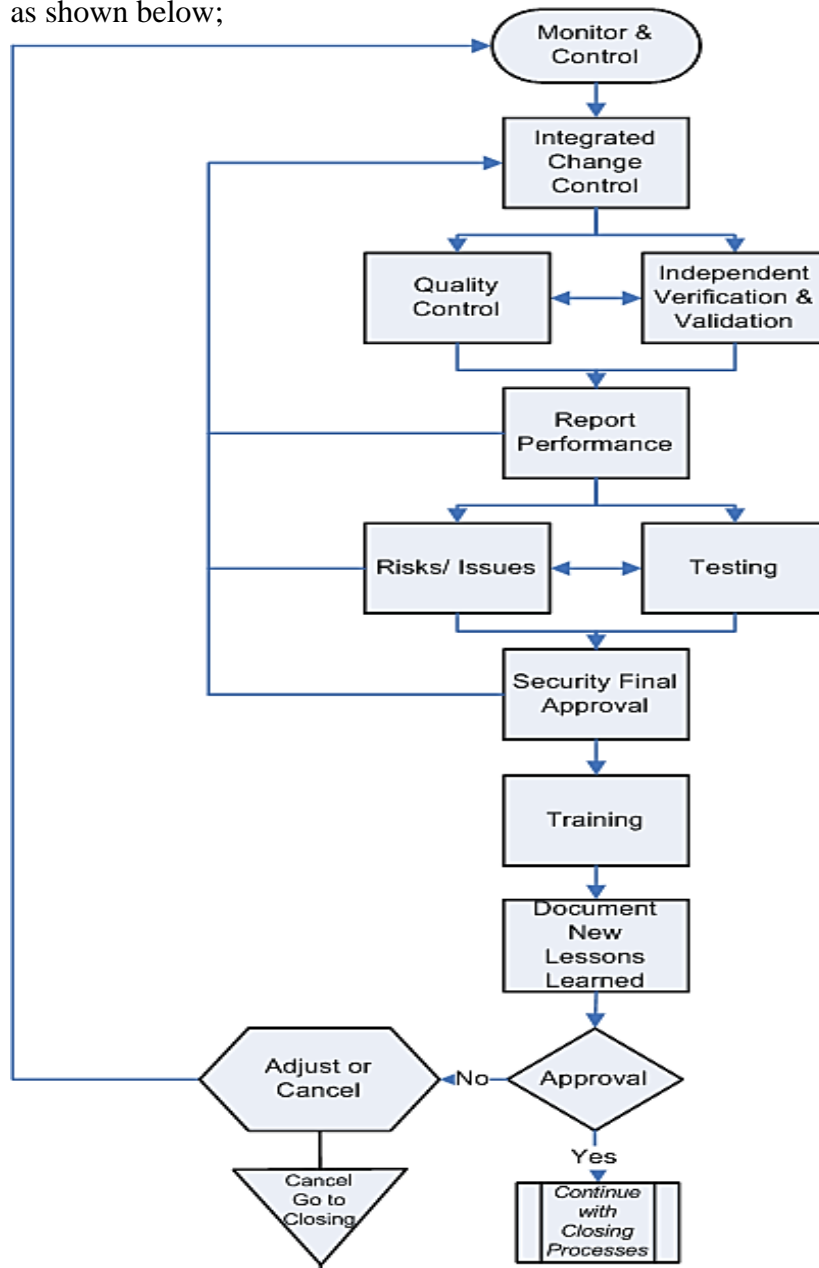 as shown below;
Monitor &
Control
Integrated
Change
Control
Quality
Control
Independent
Verification &
Validation
Report
Performance
Risks/ Issues
Testing
Security Final
Approval
Training
Document
New
Lessons
Learned
Adjust or
Cancel
No
Approval
Yes
Cancel
Go to
Closing
Continue
with
Closing
Processes